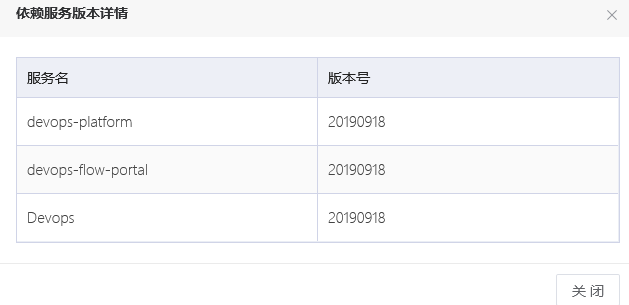 依赖服务版本详情
服务名 版本号
devops-platform 20190918
devops-flow-portal 20190918
Devops 20190918
关 闭